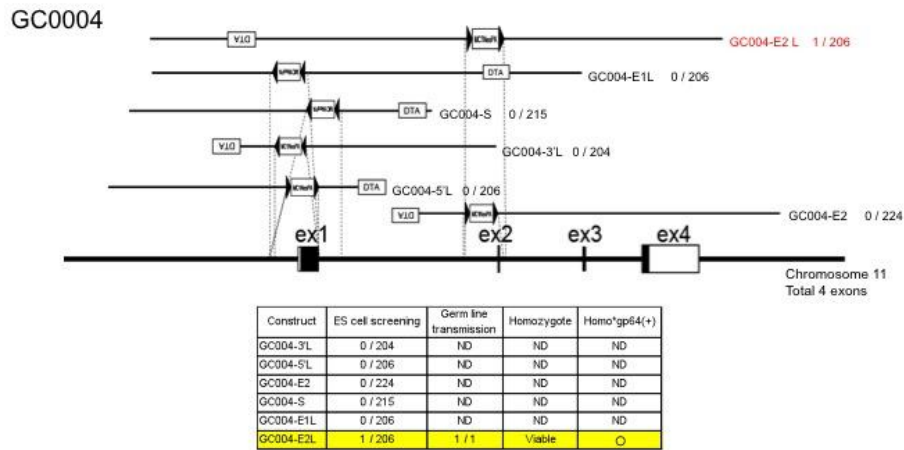 GC0004
DTA
GC004-E2 L 1 / 206
DTA
GC004-E1L 0 / 206
DTA
GC004-S 0 / 215
DTA
GC004-3'L 0 / 204
DTA
GC004-5'L 0 / 206
DTA
GC004-E2 0 / 224
ex1 ex2 ex3 ex4
Chromosome 11
Total 4 exons
Construct ES cell screening Germ line transmission Homozygote Homo*gp64(+)
GC004-3'L 0 / 204 ND ND ND
GC004-5'L 0 / 206 ND ND ND
GC004-E2 0 / 224 ND ND ND
GC004-S 0 / 215 ND ND ND
GC004-E1L 0 / 206 ND ND ND
GC004-E2L 1 / 206 1 / 1 Viable ○